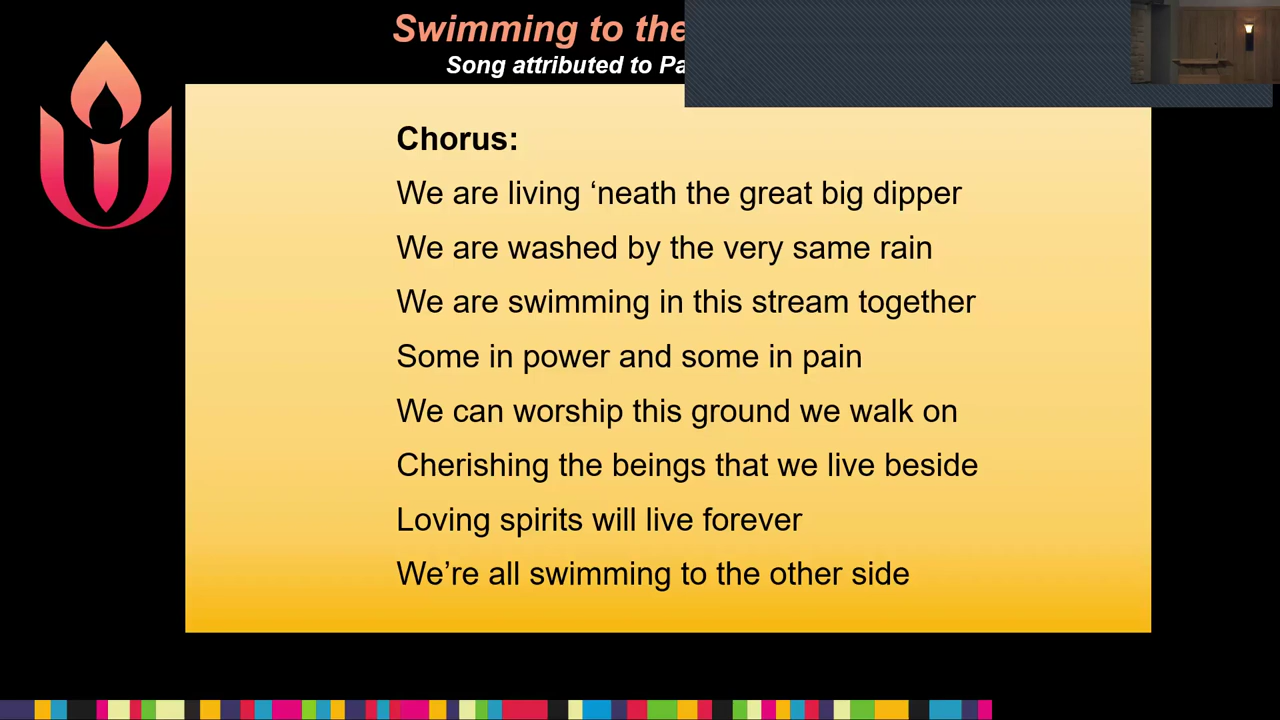 Swimming to the
Song attributed to Pa
Chorus:
We are living ‘neath the great big dipper
We are washed by the very same rain
We are swimming in this stream together
Some in power and some in pain
We can worship this ground we walk on
Cherishing the beings that we live beside
Loving spirits will live forever
We’re all swimming to the other side